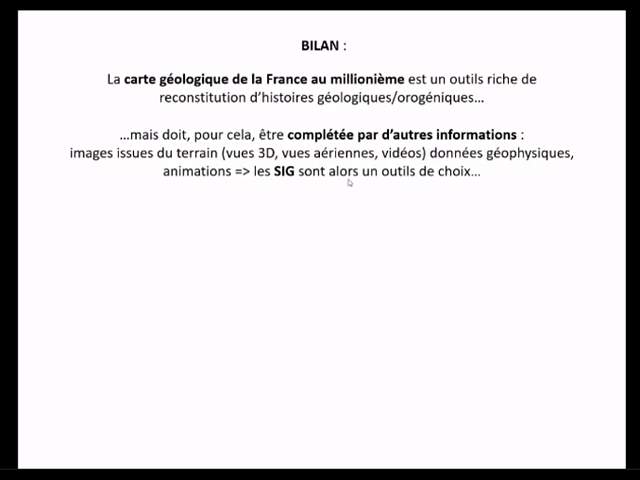 BILAN :
La carte géologique de la France au millionième est un outils riche de
reconstitution d'histoires géologiques/orogéniques…
…mais doit, pour cela, être complétée par d'autres informations :
images issues du terrain (vues 3D, vues aériennes, vidéos) données géophysiques,
animations => les SIG sont alors un outils de choix…